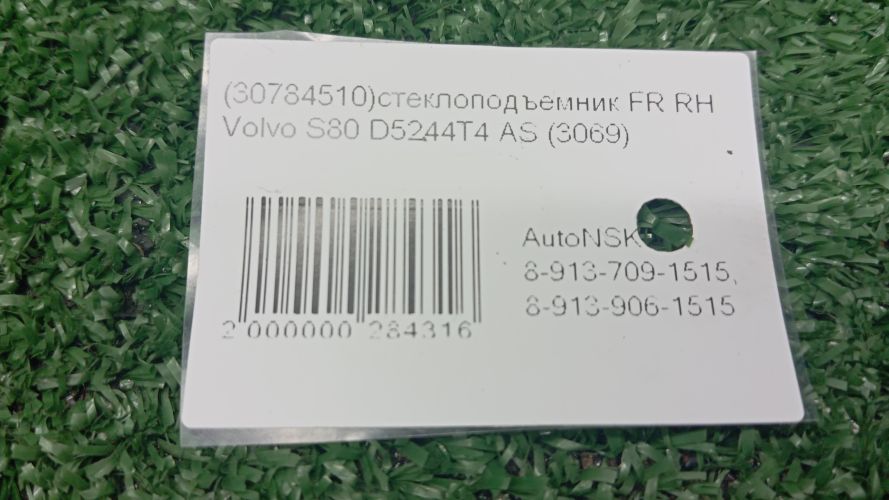 (30784510)стеклоподъемник FR RH
Volvo S80 D5244T4 AS (3069)
AutoNSK
8-913-709-1515,
8-913-906-1515
2 000000 284316